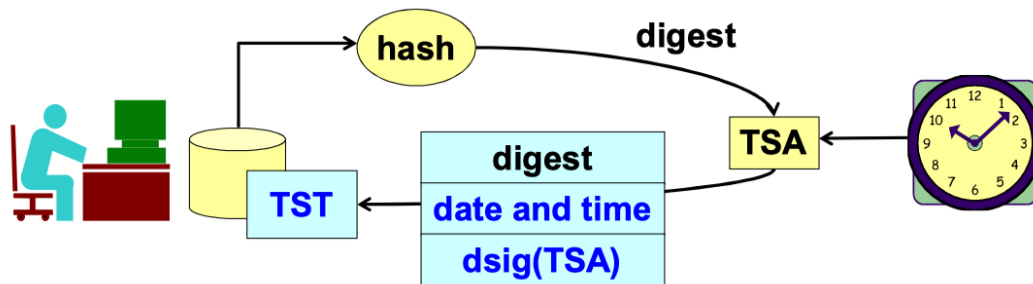 hash
digest
TSA
digest
TST
date and time
dsig(TSA)
12
11
1
10
2
9
3
8
4
7
5
6